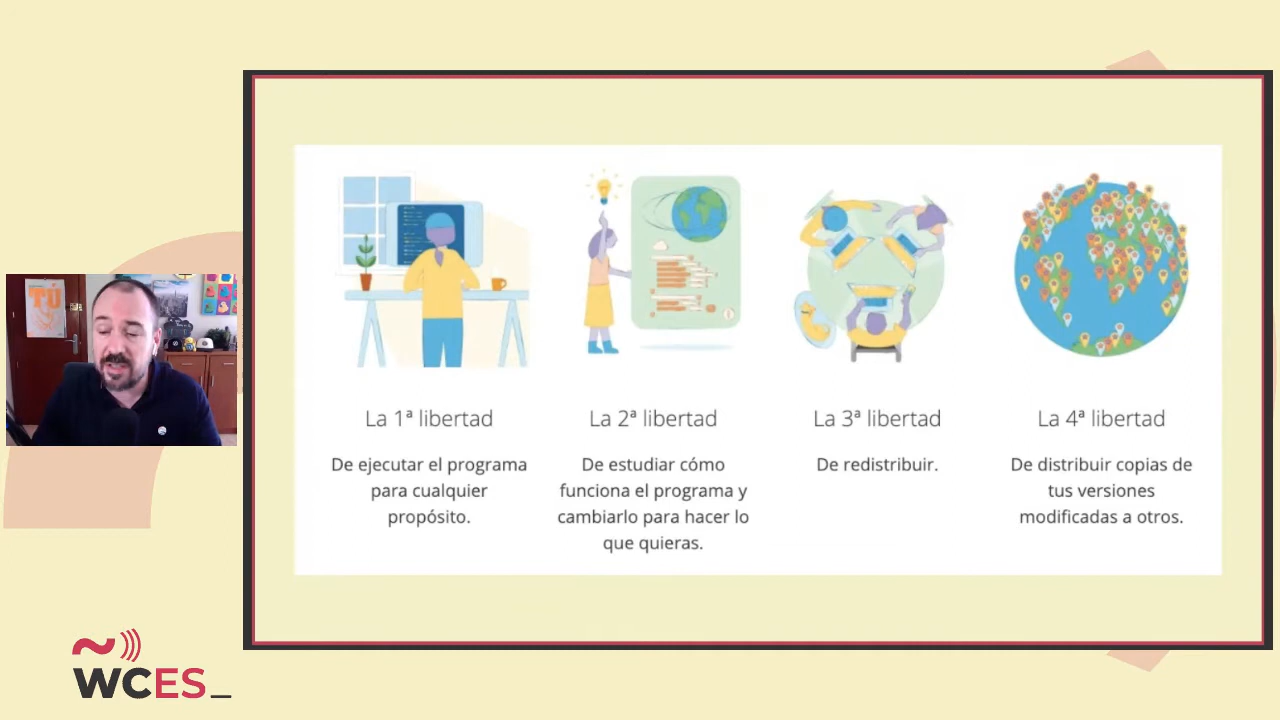 TÚ
La 1ª libertad
De ejecutar el programa
para cualquier
propósito.
La 2ª libertad
De estudiar cómo
funciona el programa y
cambiarlo para hacer lo
que quieras.
La 3ª libertad
De redistribuir.
La 4ª libertad
De distribuir copias de
tus versiones
modificadas a otros.
WCES_